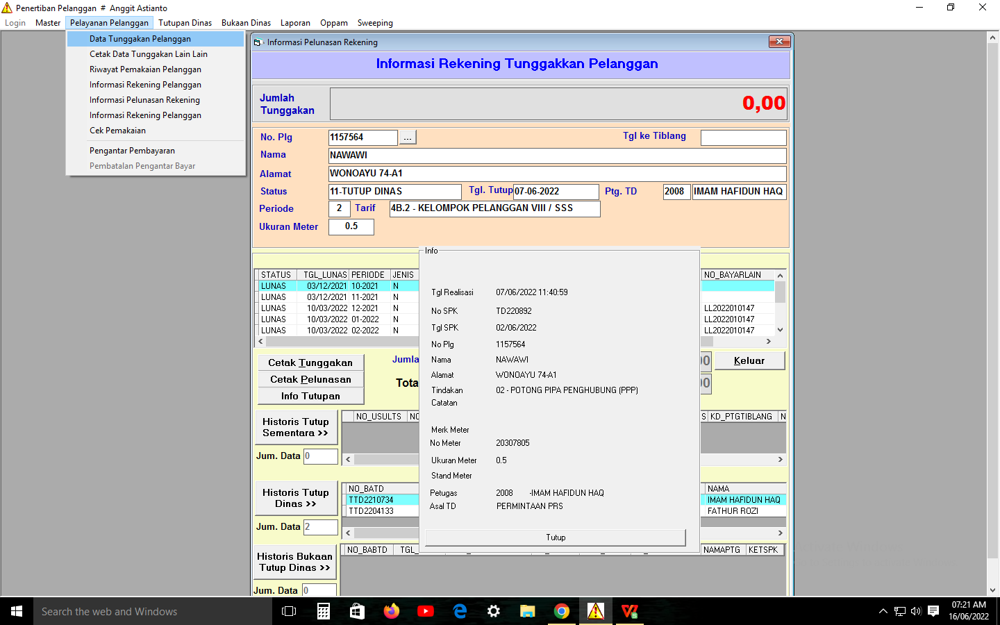 Penertiban Pelanggan # Anggit Astianto
Login Master Pelayanan Pelanggan Tutupan Dinas Bukaan Dinas Laporan Oppam Sweeping
Data Tunggakan Pelanggan
Cetak Data Tunggakan Lain Lain
Riwayat Pemakaian Pelanggan
Informasi Rekening Pelanggan
Informasi Pelunasan Rekening
Informasi Rekening Pelanggan
Cek Pemakaian
Pengantar Pembayaran
Pembatalan Pengantar Bayar
Informasi Pelunasan Rekening
Informasi Rekening Tunggakkan Pelanggan
Jumlah Tunggakan 0,00
No. Plg 1157564 ... Tgl ke Tiblang
Nama NAWAWI
Alamat WONOAYU 74-A1
Status 11-TUTUP DINAS Tgl. Tutup 07-06-2022 Ptg. TD 2008 IMAM HAFIDUN HAQ
Periode 2 Tarif 4B.2 - KELOMPOK PELANGGAN VIII / SSS
Ukuran Meter 0.5
STATUS TGL_LUNAS PERIODE JENIS NO_BAYARLAIN
LUNAS 03/12/2021 10-2021 N
LUNAS 03/12/2021 11-2021 N
LUNAS 10/03/2022 12-2021 N LL2022010147
LUNAS 10/03/2022 01-2022 N LL2022010147
LUNAS 10/03/2022 02-2022 N LL2022010147
Info
Tgl Realisasi 07/06/2022 11:40:59
No SPK TD220892
Tgl SPK 02/06/2022
No Plg 1157564
Nama NAWAWI
Alamat WONOAYU 74-A1
Tindakan 02 - POTONG PIPA PENGHUBUNG (PPP)
Catatan
Merk Meter
No Meter 20307805
Ukuran Meter 0.5
Stand Meter
Petugas 2008 -IMAM HAFIDUN HAQ
Asal TD PERMINTAAN PRS
Tutup
Cetak Tunggakan Jumla 00 Keluar
Cetak Pelunasan Tota 00
Info Tutupan
Historis Tutup Sementara >> NO_USULTS NO S KD_PTGTIBLANG N
Jum. Data 0
Historis Tutup Dinas >> NO_BATD NAMA
TTD2210734 IMAM HAFIDUN HAQ
TTD2204133 FATHUR ROZI
Jum. Data 2
Historis Bukaan Tutup Dinas >> NO_BABTD TGL_ NAMAPTG KETSPK
Jum. Data 0
Search the web and Windows
07:21 AM
16/06/2022